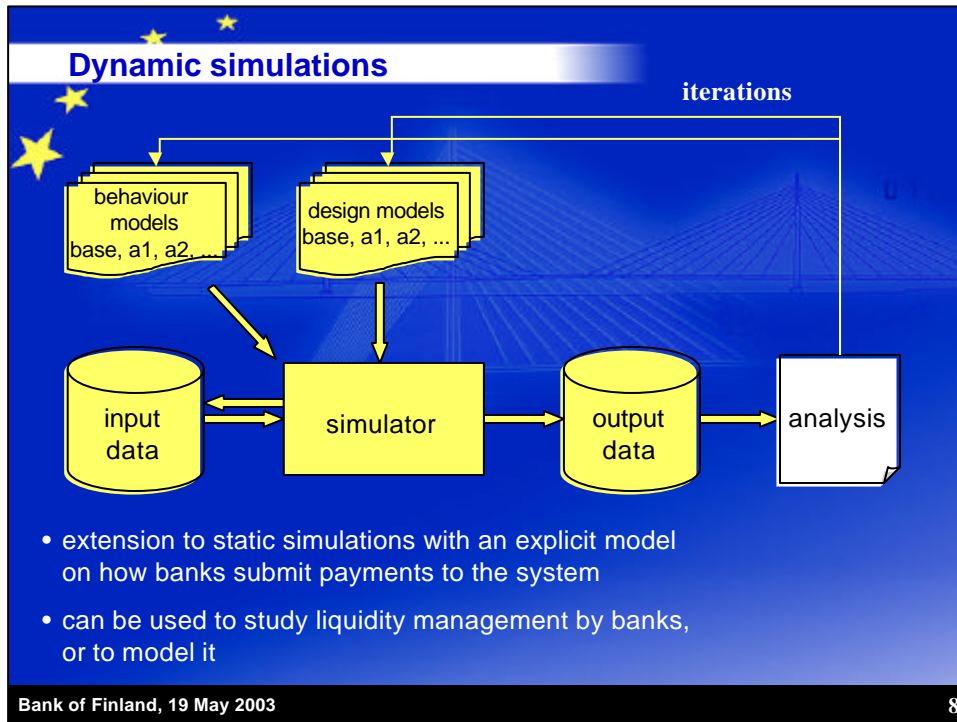 Dynamic simulations
iterations
behaviour
models
base, a1, a2, ...
design models
base, a1, a2, ...
input
data
simulator
output
data
analysis
• extension to static simulations with an explicit model
on how banks submit payments to the system
• can be used to study liquidity management by banks,
or to model it
Bank of Finland, 19 May 2003
8